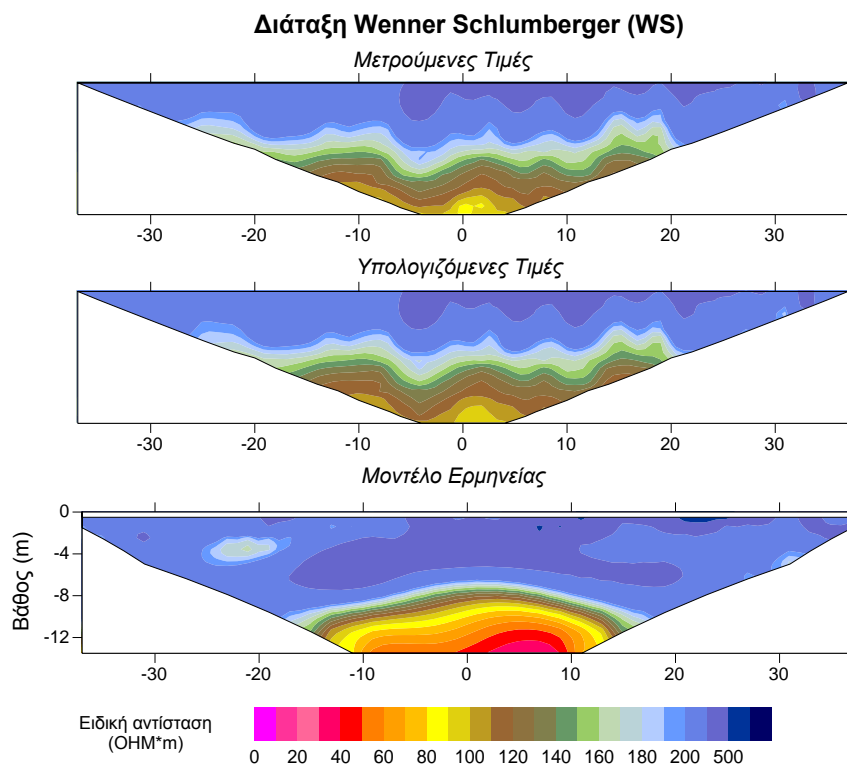 Διάταξη Wenner Schlumberger (WS)
Μετρούμενες Τιμές
-30 -20 -10 0 10 20 30
Υπολογιζόμενες Τιμές
-30 -20 -10 0 10 20 30
Μοντέλο Ερμηνείας
0
-4
-8
-12
Βάθος (m)
-30 -20 -10 0 10 20 30
Ειδική αντίσταση
(OHM*m)
0 20 40 60 80 100 120 140 160 180 200 500